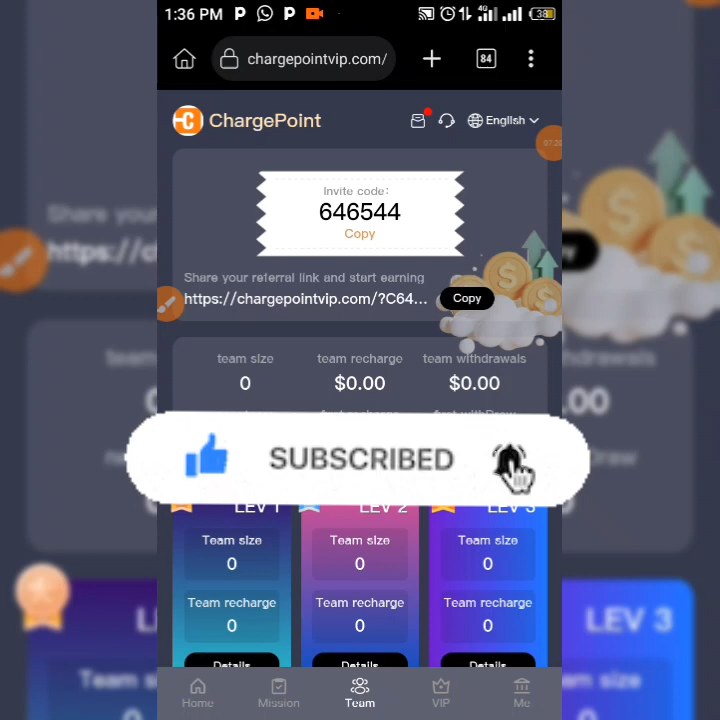 1:36 PM
4G
38
chargepointvip.com/
84
ChargePoint
English
Invite code:
646544
Copy
Share your referral link and start earning
https://chargepointvip.com/?C64...
Copy
team size
team recharge
team withdrawals
0
$0.00
$0.00
SUBSCRIBED
LEV 1
LEV 2
LEV 3
Team size
Team size
Team size
0
0
0
Team recharge
Team recharge
Team recharge
0
0
0
Details
Details
Details
Home
Mission
Team
VIP
Me